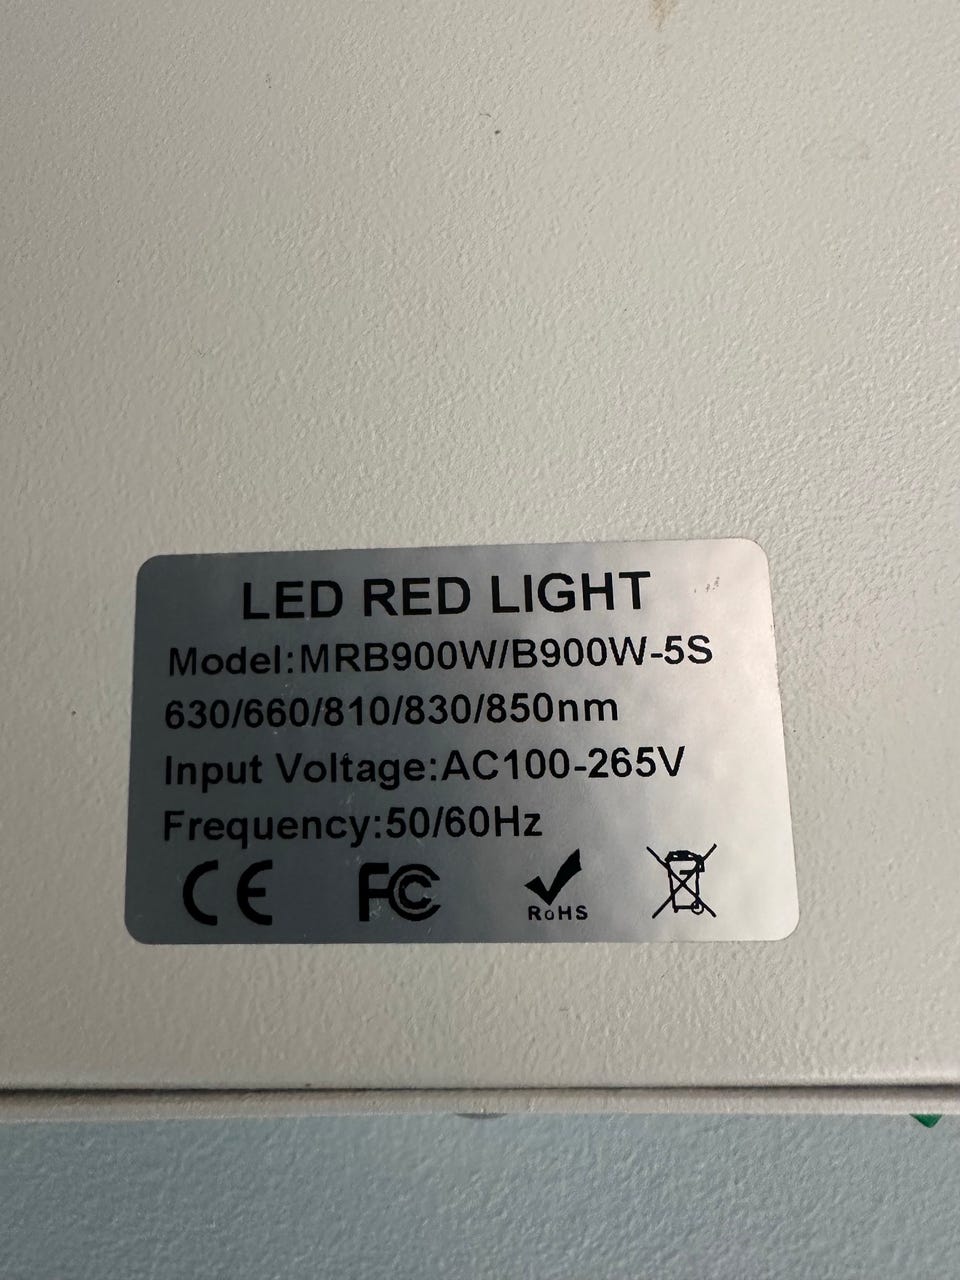 LED RED LIGHT
Model:MRB900W/B900W-5S
630/660/810/830/850nm
Input Voltage:AC100-265V
Frequency:50/60Hz
CE FC RoHS